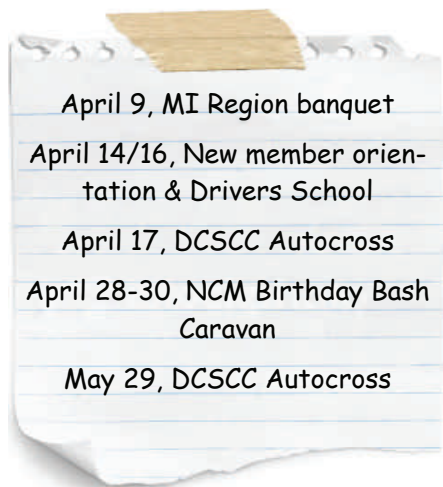 April 9, MI Region banquet
April 14/16, New member orien-
tation & Drivers School
April 17, DCSCC Autocross
April 28-30, NCM Birthday Bash
Caravan
May 29, DCSCC Autocross